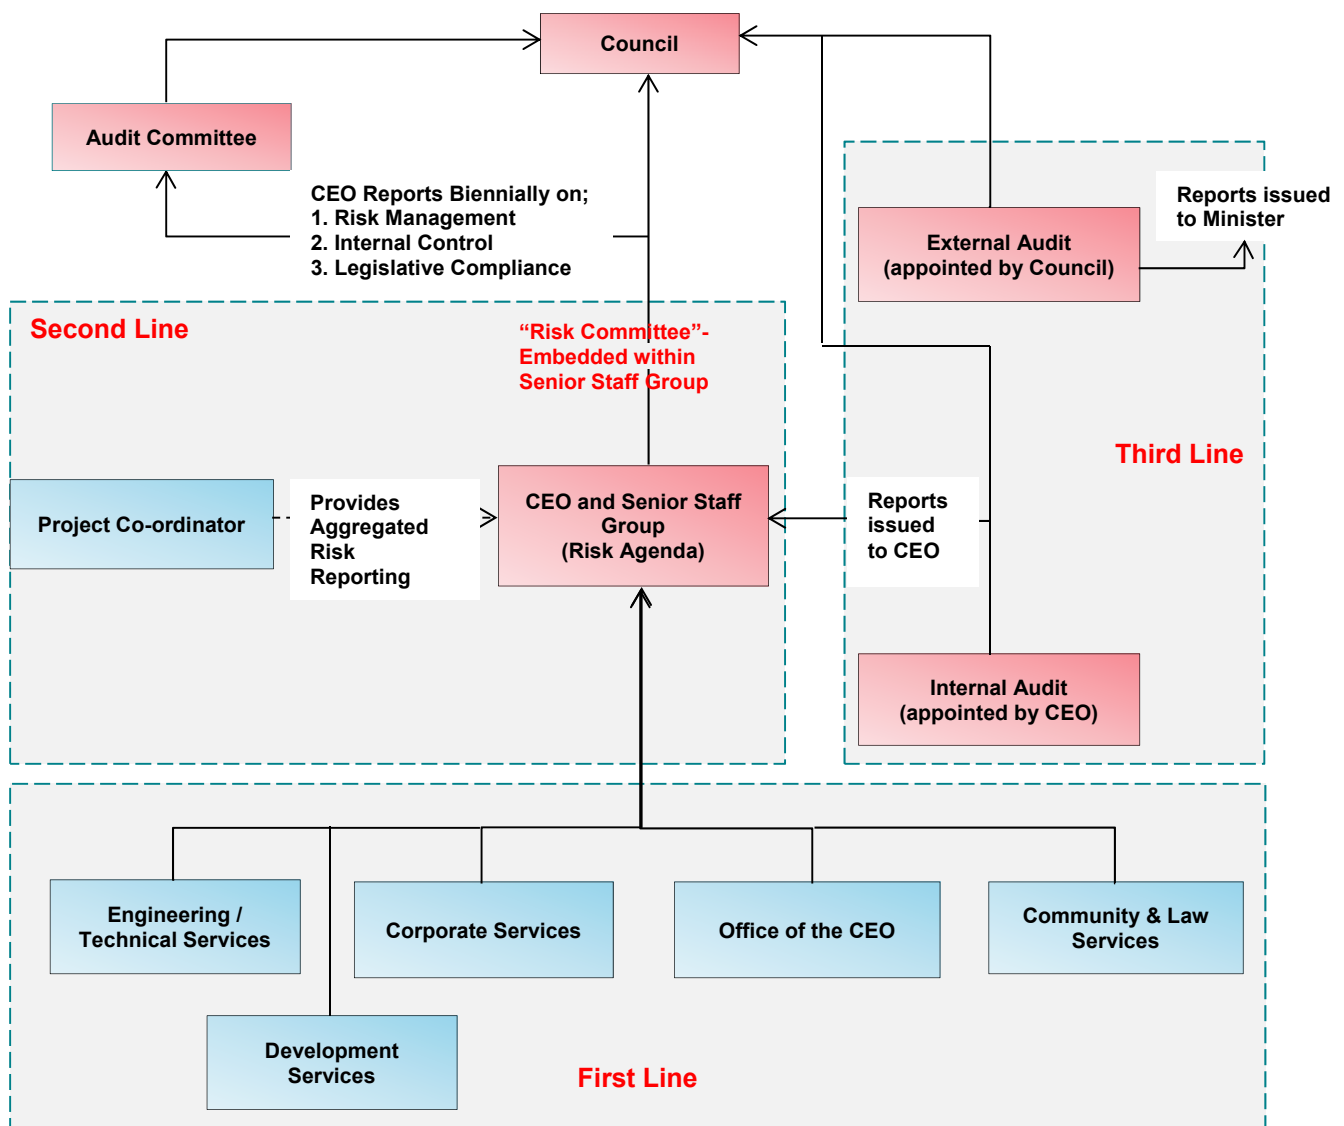 Council
Audit Committee
CEO Reports Biennially on;
1. Risk Management
2. Internal Control
3. Legislative Compliance
Reports issued
to Minister
External Audit
(appointed by Council)
Second Line
“Risk Committee”-
Embedded within
Senior Staff Group
Third Line
Project Co-ordinator
Provides
Aggregated
Risk
Reporting
CEO and Senior Staff
Group
(Risk Agenda)
Reports
issued
to CEO
Internal Audit
(appointed by CEO)
Engineering /
Technical Services
Corporate Services
Office of the CEO
Community & Law
Services
Development
Services
First Line